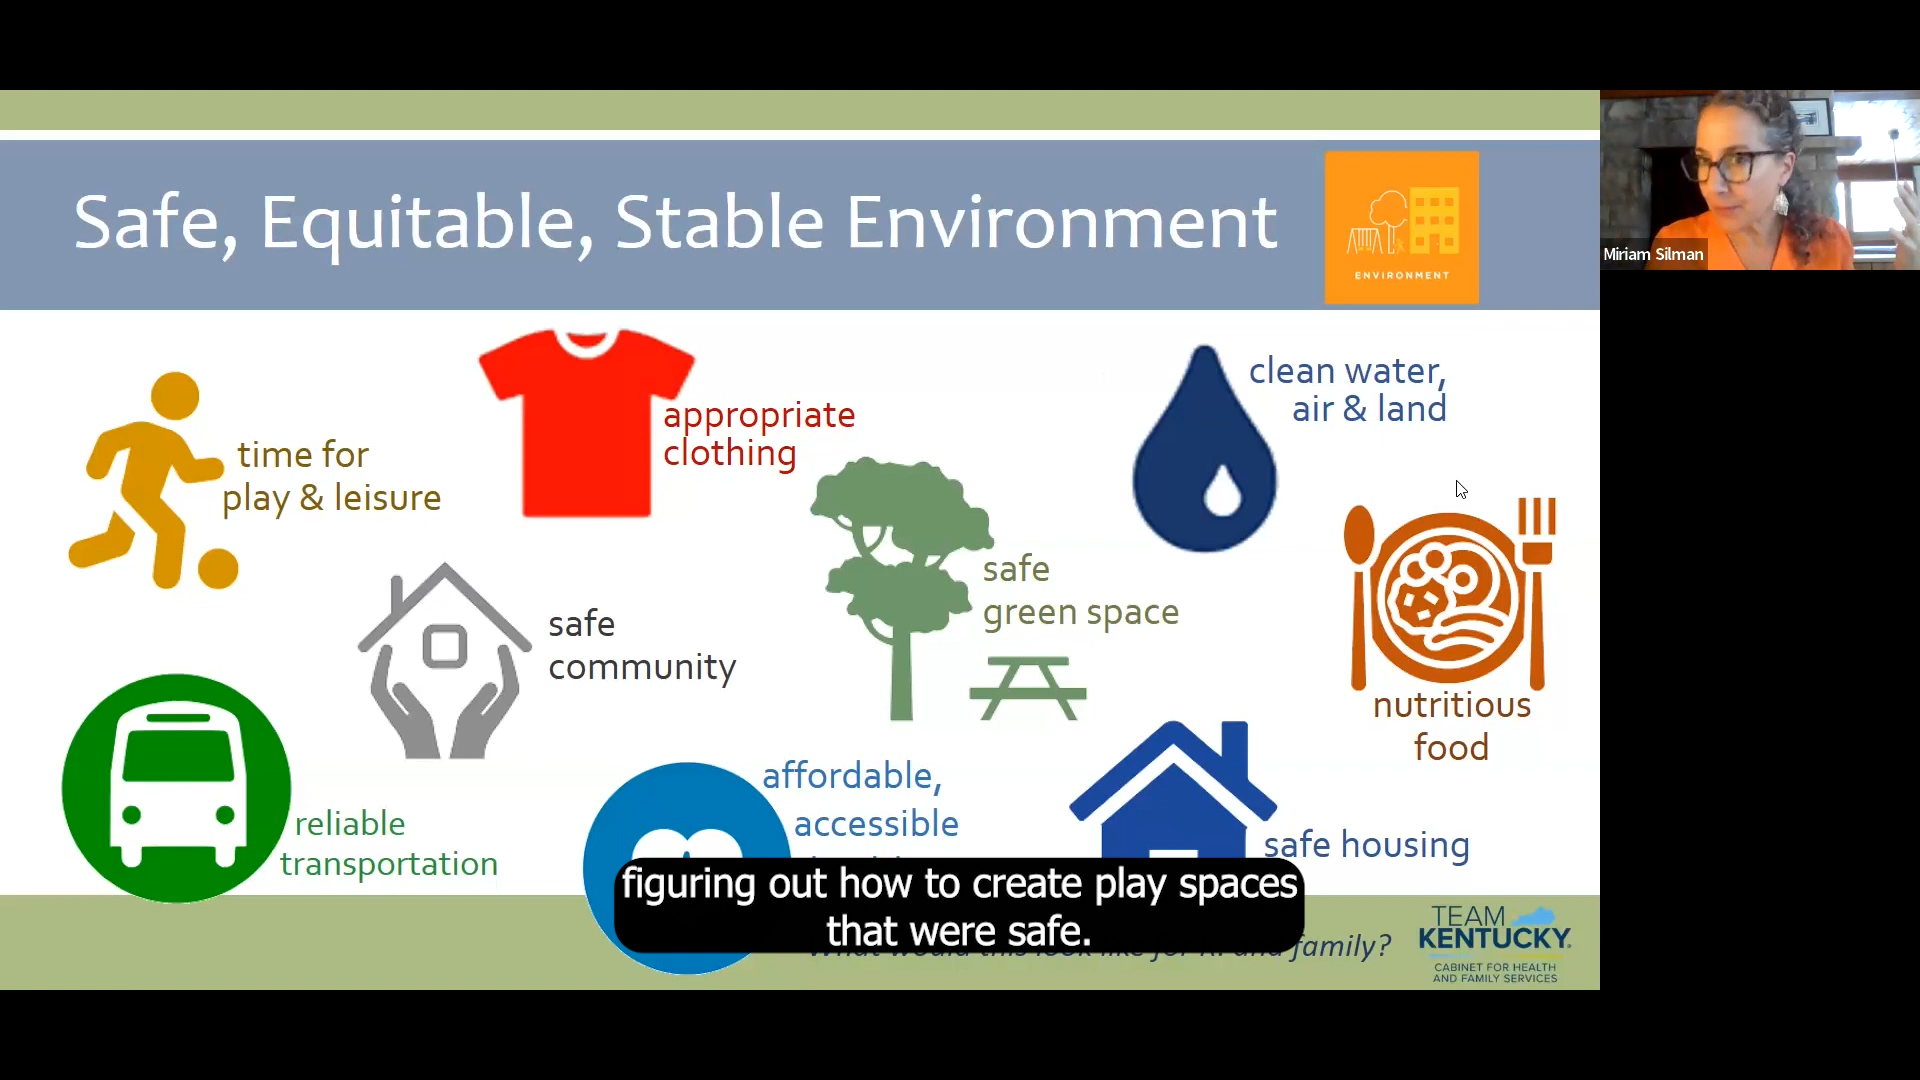 Safe, Equitable, Stable Environment
ENVIRONMENT
Miriam Silman
time for
play & leisure
appropriate
clothing
clean water,
air & land
safe
green space
safe
community
nutritious
food
reliable
transportation
affordable,
accessible
safe housing
figuring out how to create play spaces
that were safe.
family?
TEAM
KENTUCKY
CABINET FOR HEALTH
AND FAMILY SERVICES